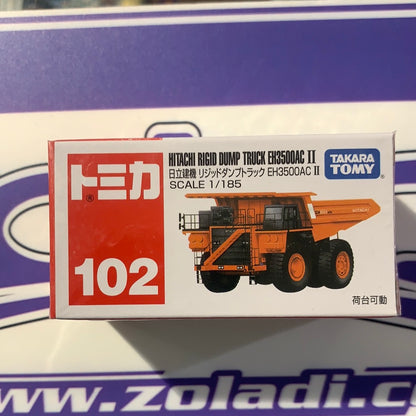 トミカ
®
102
HITACHI RIGID DUMP TRUCK EH3500AC II
日立建機 リジッドダンプトラック EH3500AC II
SCALE 1/185
TAKARA
TOMY
HITACHI
荷台可動
www.zoladi.c